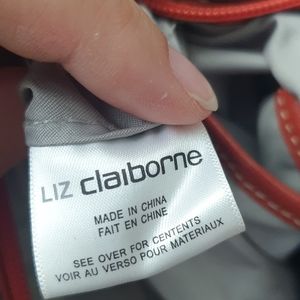 LIZ claiborne
MADE IN CHINA
FAIT EN CHINE
SEE OVER FOR CONTENTS
VOIR AU VERSO POUR MATERIAUX